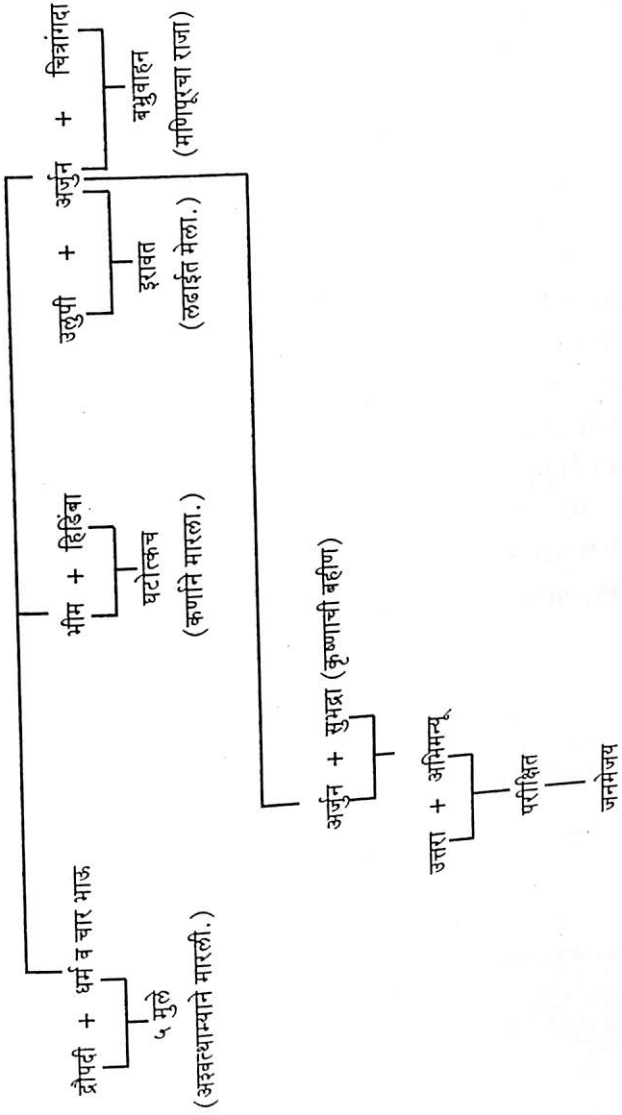 द्रौपदी + धर्म व चार भाऊ
५ मुले
(अश्वत्थाम्याने मारली.)
भीम + हिडिंबा
घटोत्कच
(कर्णाने मारला.)
उलुपी + अर्जुन + चित्रांगदा
इरावत
(लढाईत मेला.)
बभ्रुवाहन
(मणिपूरचा राजा)
अर्जुन + सुभद्रा (कृष्णाची बहीण)
उत्तरा + अभिमन्यू
परीक्षित
जनमेजय